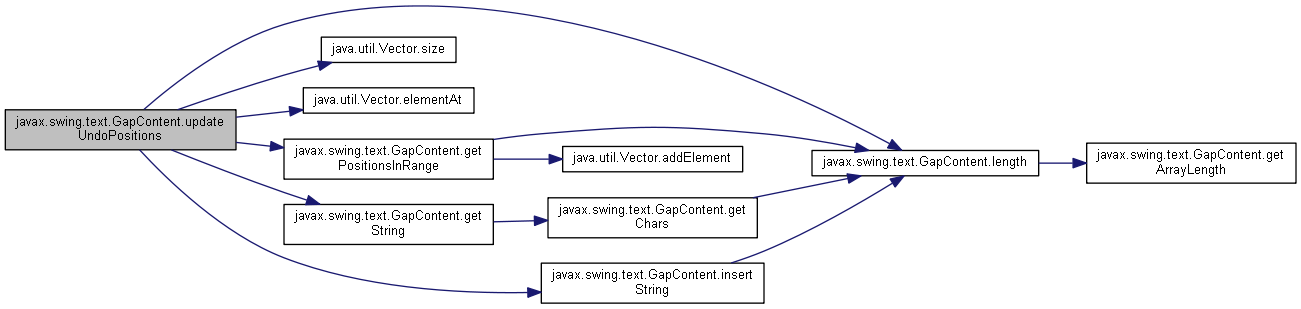 javax.swing.text.GapContent.update
UndoPositions
java.util.Vector.size
java.util.Vector.elementAt
javax.swing.text.GapContent.get
PositionsInRange
javax.swing.text.GapContent.get
String
java.util.Vector.addElement
javax.swing.text.GapContent.get
Chars
javax.swing.text.GapContent.insert
String
javax.swing.text.GapContent.length
javax.swing.text.GapContent.get
ArrayLength